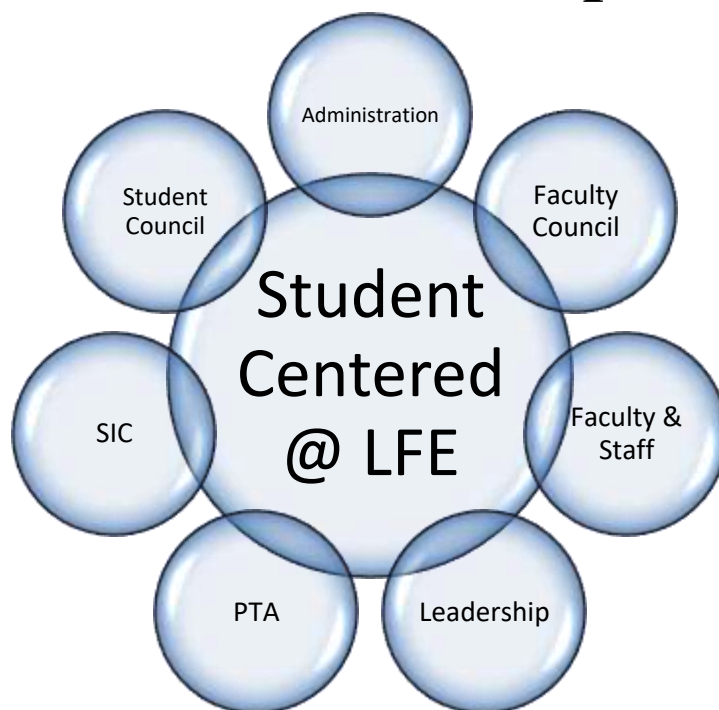 Administration
Student
Council
Faculty
Council
Student
Centered
@ LFE
SIC
Faculty &
Staff
PTA
Leadership